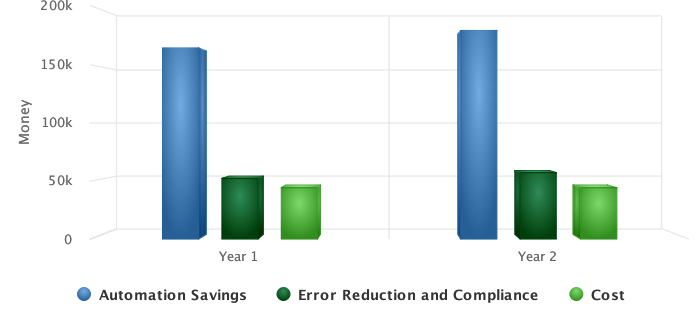 200k
150k
100k
50k
0
Money
Year 1 Year 2
Automation Savings Error Reduction and Compliance Cost